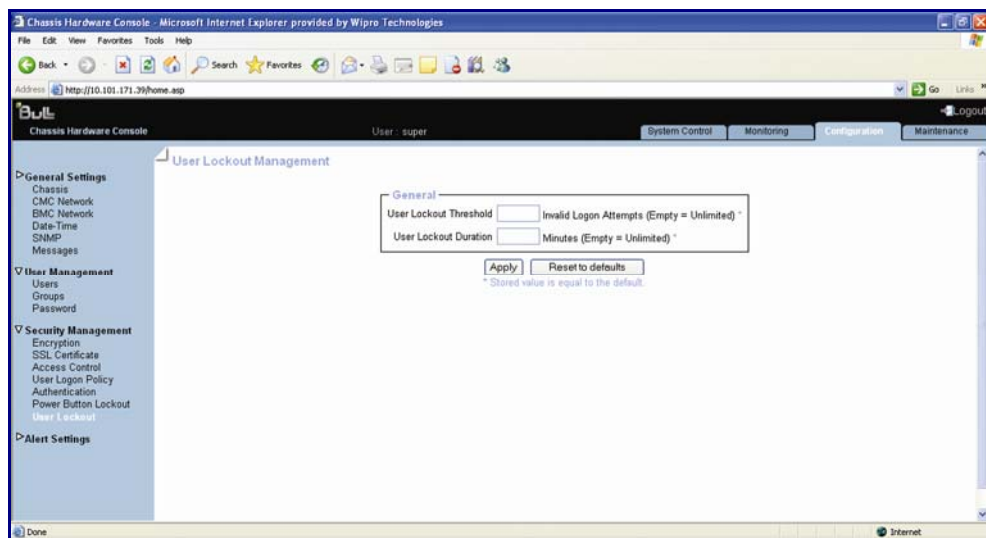 Chassis Hardware Console - Microsoft Internet Explorer provided by Wipro Technologies
File Edit View Favorites Tools Help
Back Search Favorites
Address http://10.101.171.39/home.asp Go Links »
Bull Logout
Chassis Hardware Console User : super System Control Monitoring Configuration Maintenance
User Lockout Management
General Settings
Chassis
CMC Network
BMC Network
Date-Time
SNMP
Messages
User Management
Users
Groups
Password
Security Management
Encryption
SSL Certificate
Access Control
User Logon Policy
Authentication
Power Button Lockout
User Lockout
Alert Settings
General
User Lockout Threshold Invalid Logon Attempts (Empty = Unlimited) *
User Lockout Duration Minutes (Empty = Unlimited) *
Apply Reset to defaults
* Stored value is equal to the default.
Done Internet